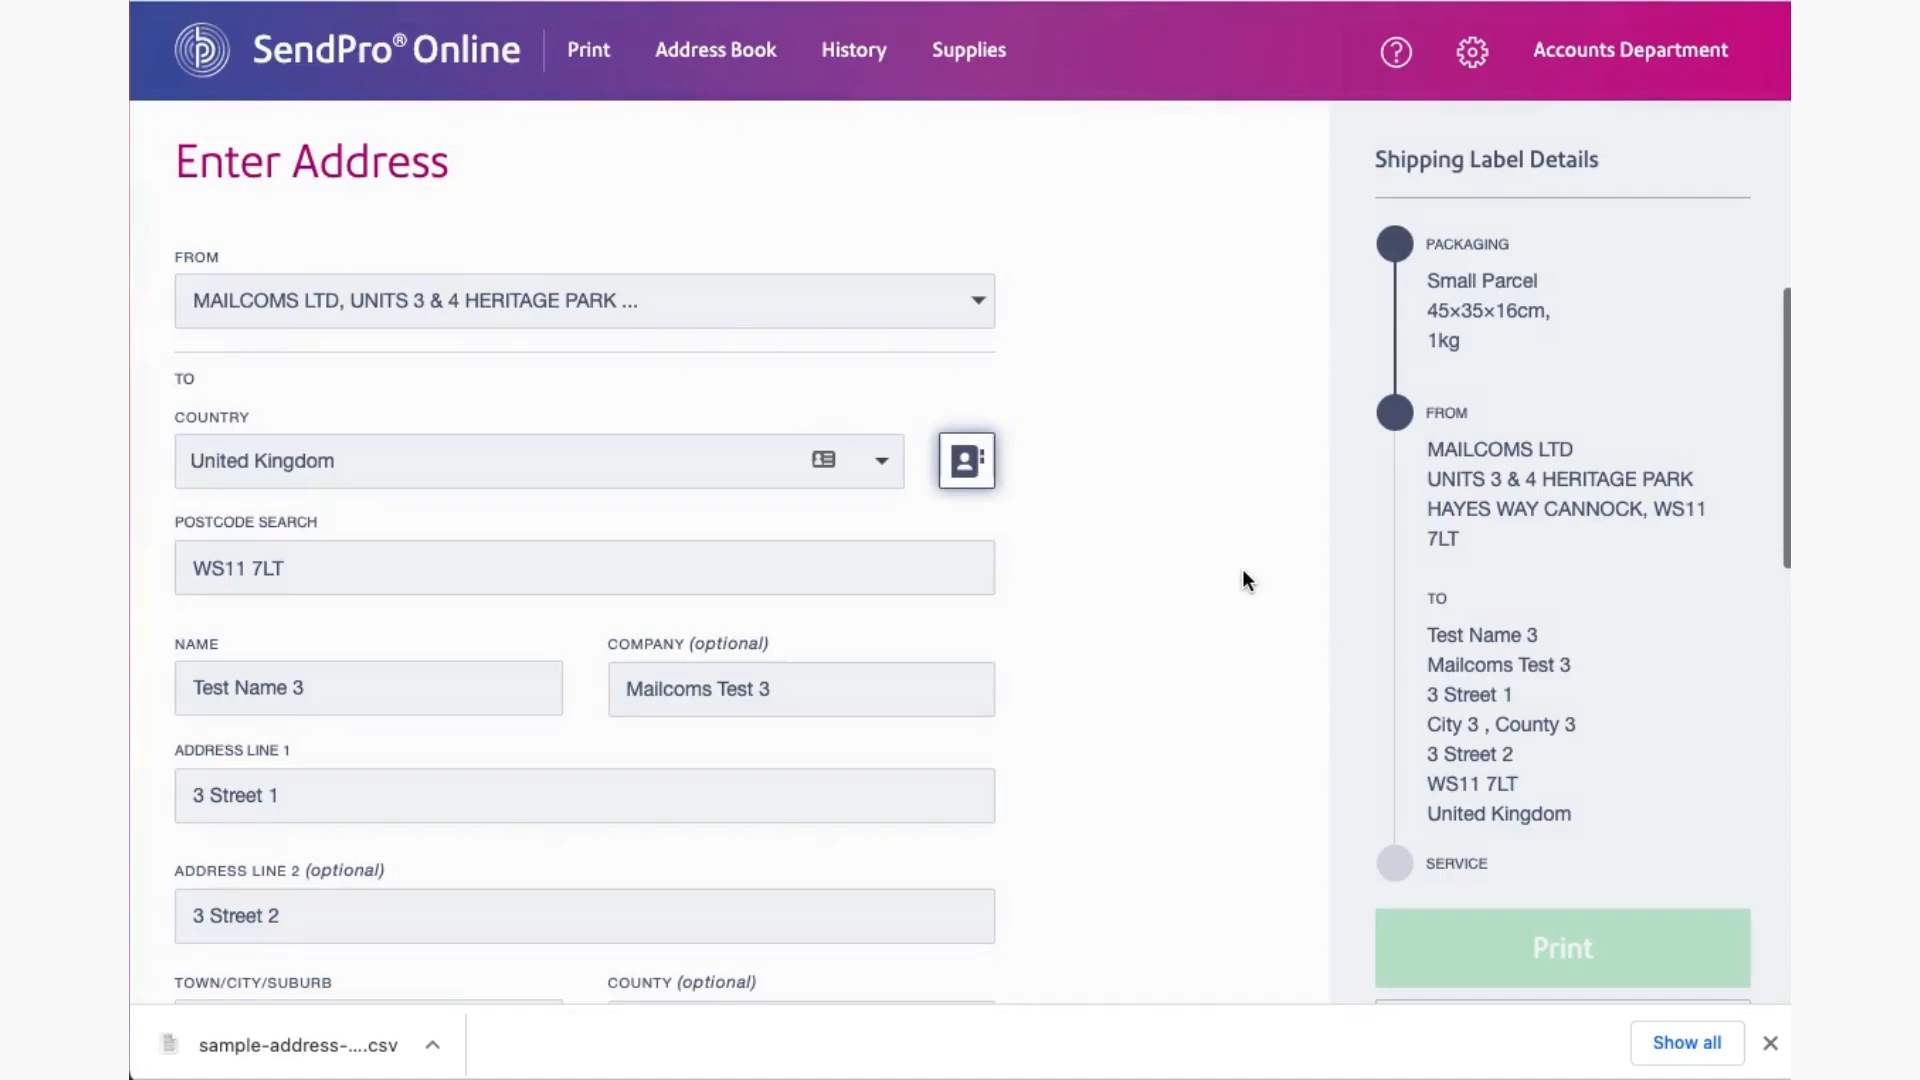 SendPro® Online
Print
Address Book
History
Supplies
?
Accounts Department
Enter Address
FROM
MAILCOMS LTD, UNITS 3 & 4 HERITAGE PARK ...
TO
COUNTRY
United Kingdom
POSTCODE SEARCH
WS11 7LT
NAME
COMPANY (optional)
Test Name 3
Mailcoms Test 3
ADDRESS LINE 1
3 Street 1
ADDRESS LINE 2 (optional)
3 Street 2
TOWN/CITY/SUBURB
COUNTY (optional)
Shipping Label Details
PACKAGING
Small Parcel
45×35×16cm,
1kg
FROM
MAILCOMS LTD
UNITS 3 & 4 HERITAGE PARK
HAYES WAY CANNOCK, WS11
7LT
TO
Test Name 3
Mailcoms Test 3
3 Street 1
City 3 , County 3
3 Street 2
WS11 7LT
United Kingdom
SERVICE
Print
sample-address-....csv
Show all